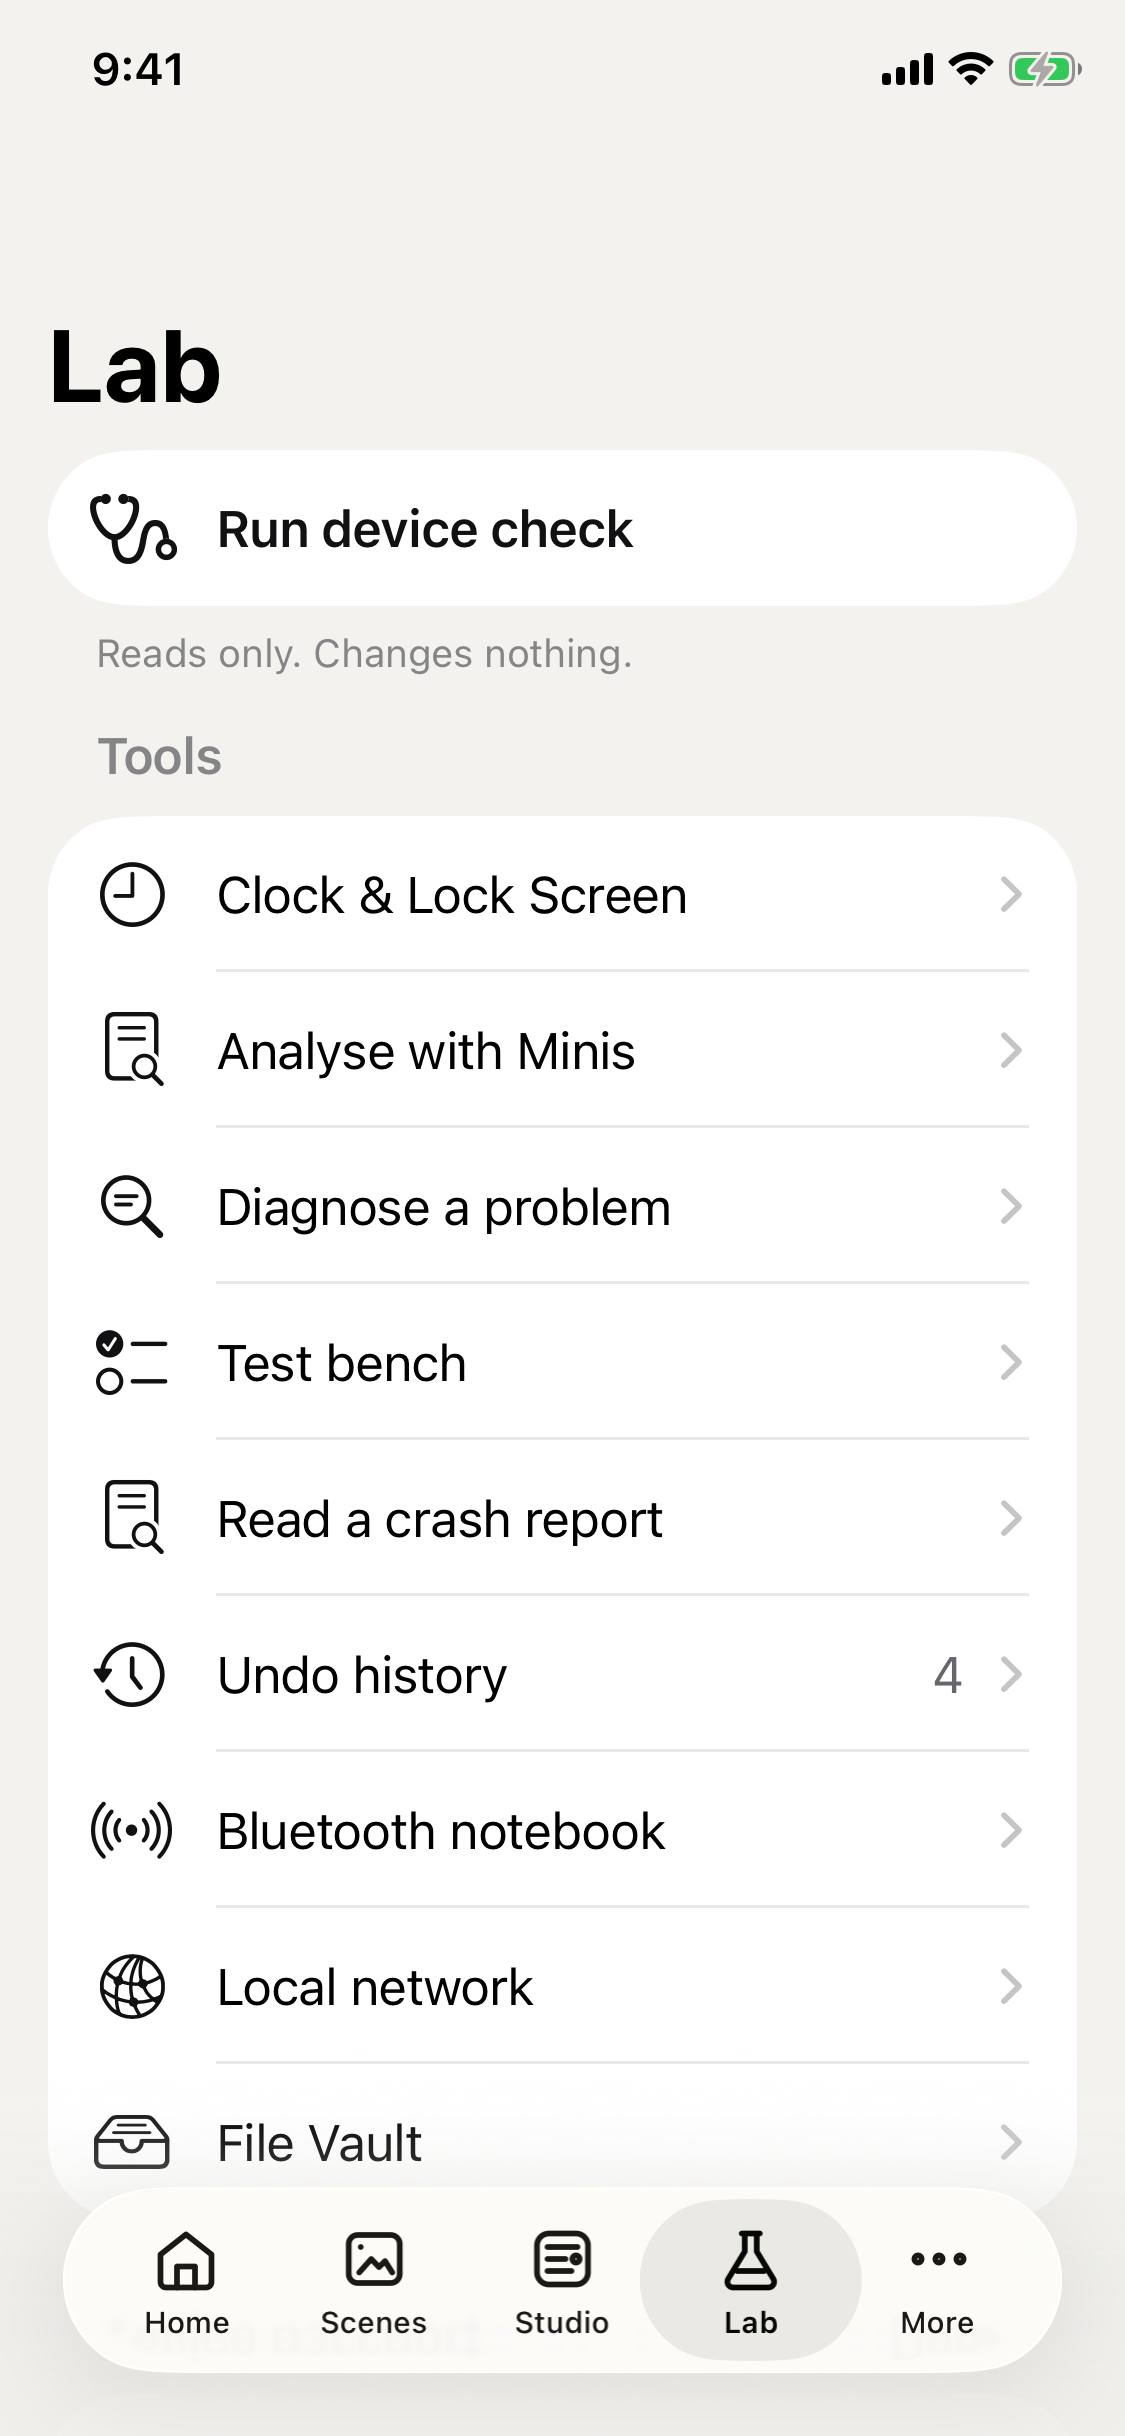 9:41
Lab
Run device check
Reads only. Changes nothing.
Tools
Clock & Lock Screen
Analyse with Minis
Diagnose a problem
Test bench
Read a crash report
Undo history 4
Bluetooth notebook
Local network
File Vault
Home Scenes Studio Lab More